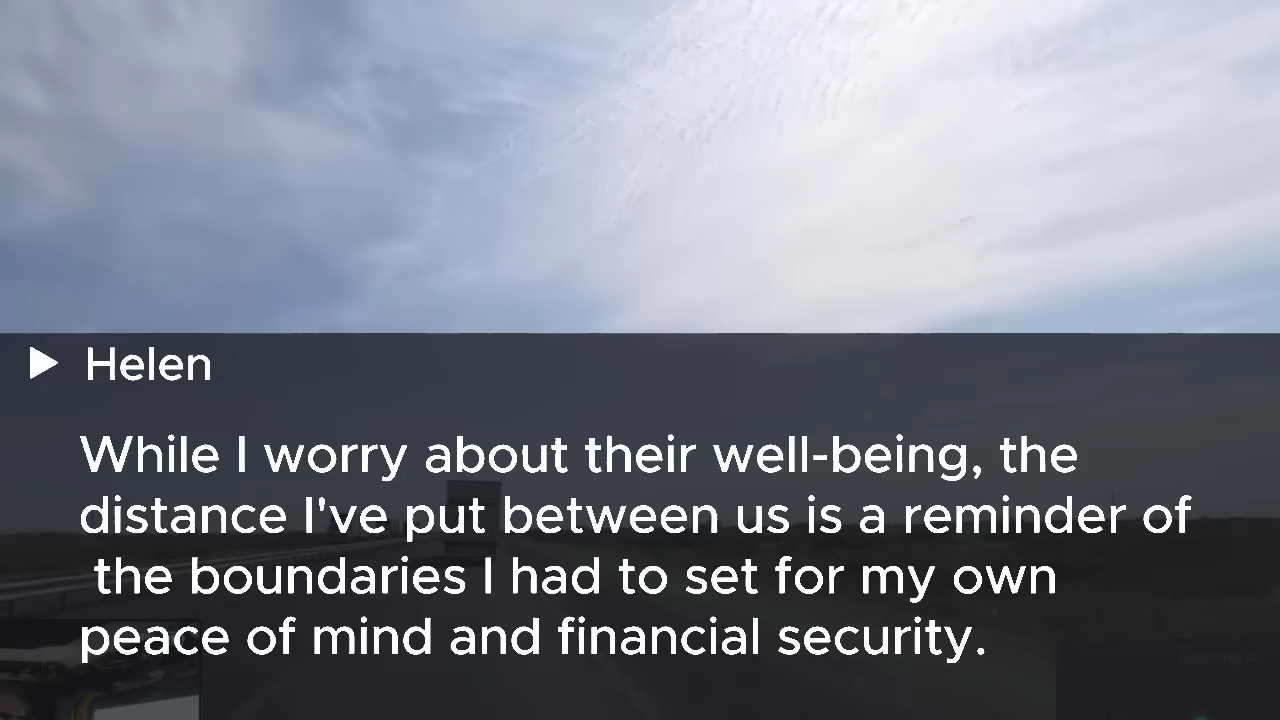 Helen
While I worry about their well-being, the
distance I've put between us is a reminder of
the boundaries I had to set for my own
peace of mind and financial security.